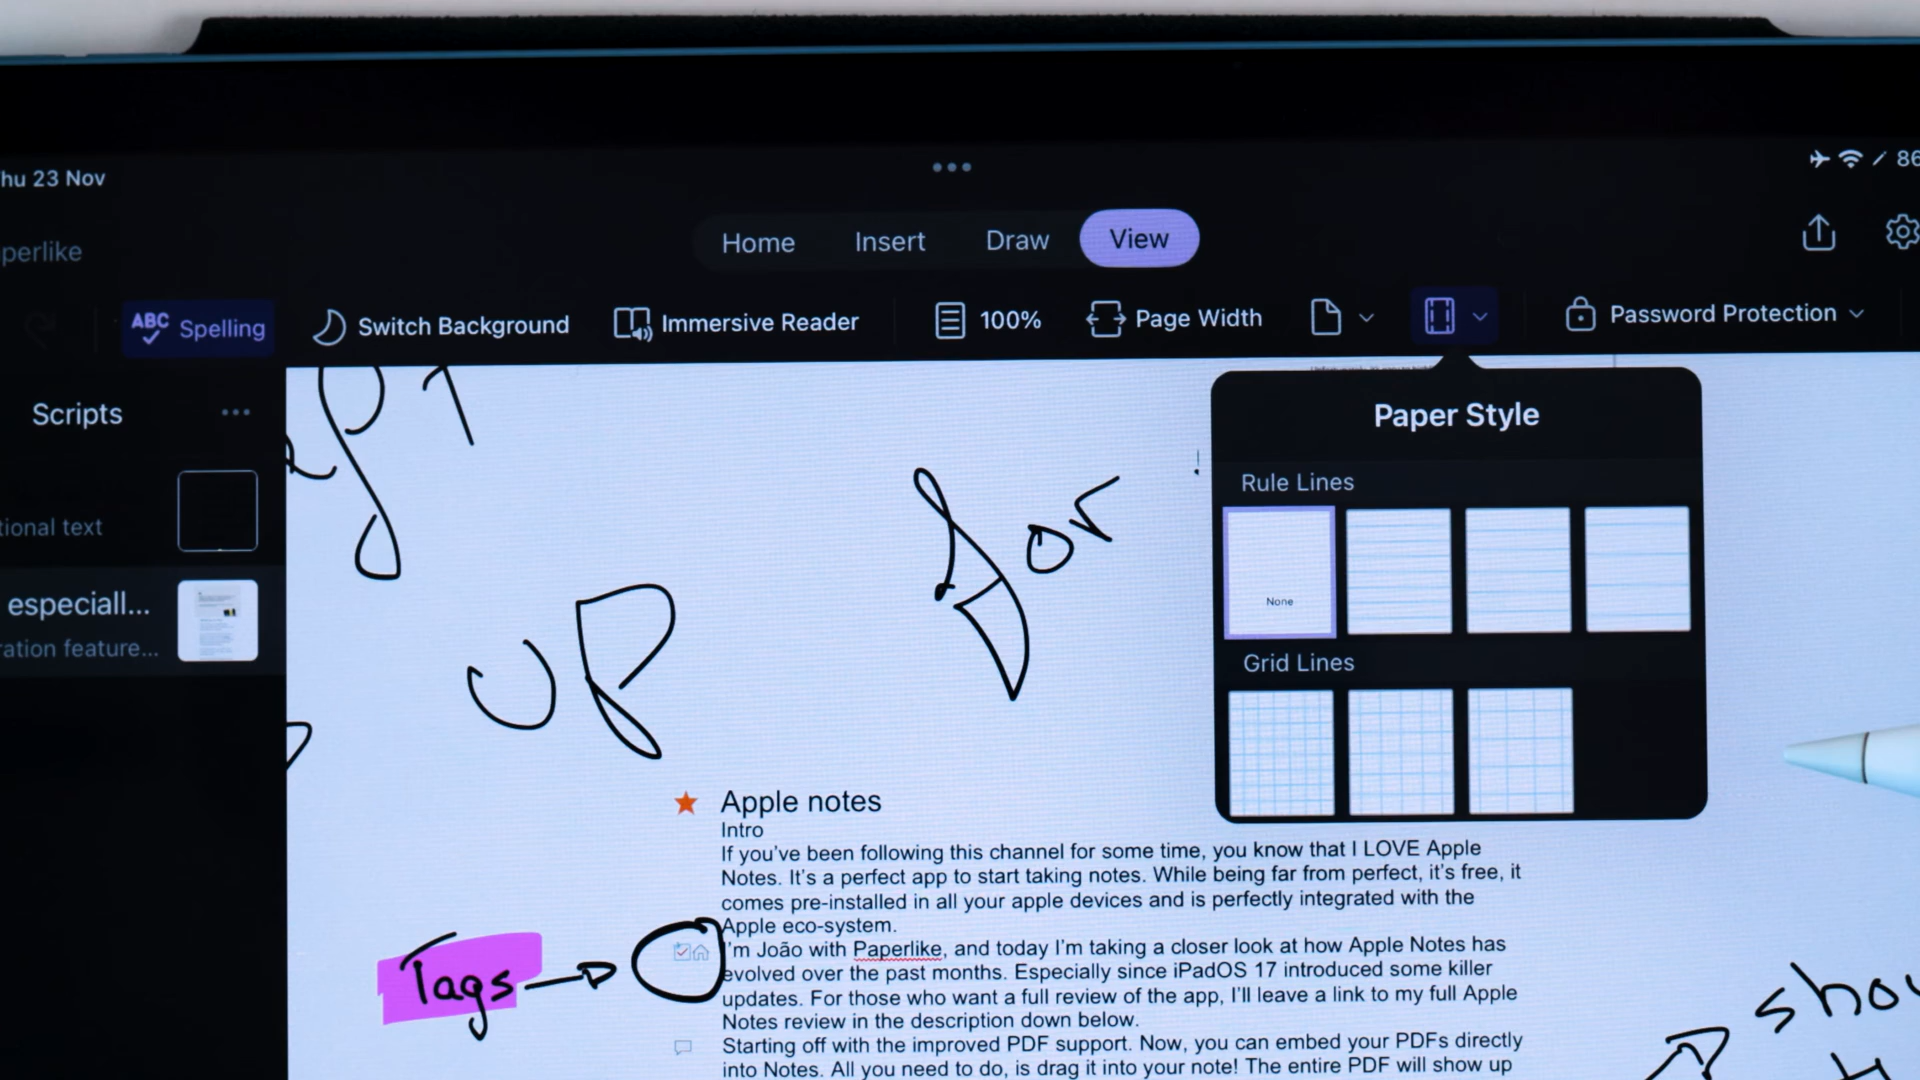 hu 23 Nov
86
Home Insert Draw View
perlike
ABC Spelling Switch Background Immersive Reader 100% Page Width Password Protection
Scripts
tional text
especiall...
ration feature...
Paper Style
Rule Lines
None
Grid Lines
for
UP
Apple notes
Intro
If you've been following this channel for some time, you know that I LOVE Apple
Notes. It's a perfect app to start taking notes. While being far from perfect, it's free, it
comes pre-installed in all your apple devices and is perfectly integrated with the
Apple eco-system.
Tags
I'm João with Paperlike, and today I'm taking a closer look at how Apple Notes has
evolved over the past months. Especially since iPadOS 17 introduced some killer
updates. For those who want a full review of the app, I'll leave a link to my full Apple
Notes review in the description down below.
Starting off with the improved PDF support. Now, you can embed your PDFs directly
into Notes. All you need to do, is drag it into your note! The entire PDF will show up